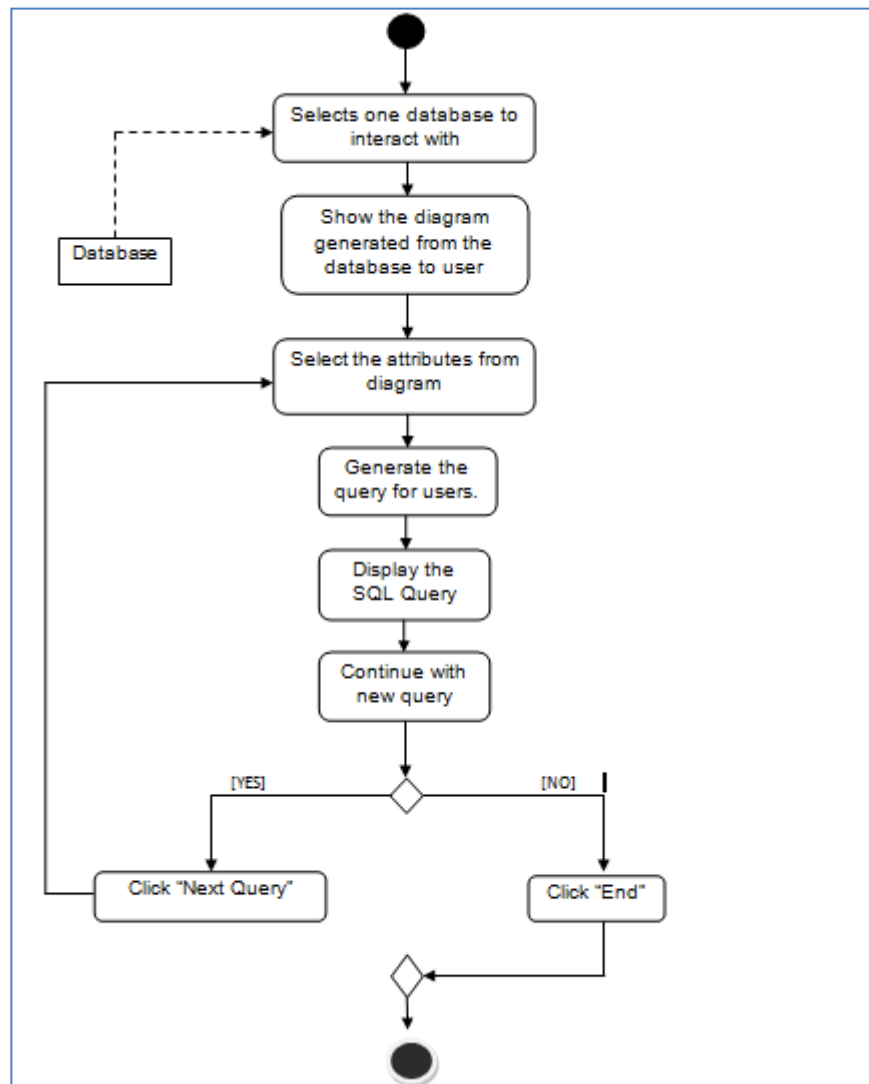 Selects one database to
interact with
Show the diagram
generated from the
database to user
Database
Select the attributes from
diagram
Generate the
query for users.
Display the
SQL Query
Continue with
new query
[YES]
[NO]
Click “Next Query”
Click “End”